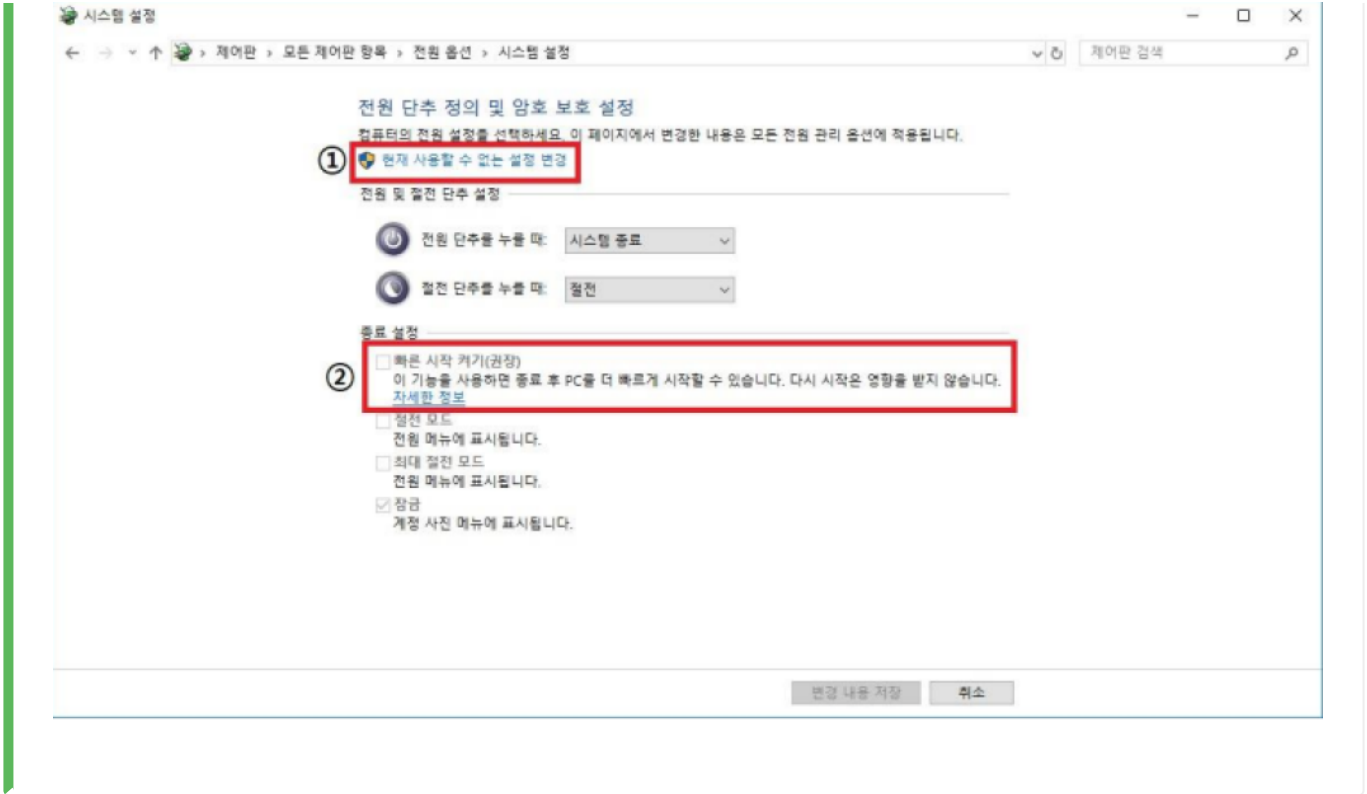 시스템 설정
제어판 › 모든 제어판 항목 › 전원 옵션 › 시스템 설정
제어판 검색
전원 단추 정의 및 암호 보호 설정
컴퓨터의 전원 설정을 선택하세요. 이 페이지에서 변경한 내용은 모든 전원 관리 옵션에 적용됩니다.
① 현재 사용할 수 없는 설정 변경
전원 및 절전 단추 설정
전원 단추를 누를 때: 시스템 종료
절전 단추를 누를 때: 절전
종료 설정
② 빠른 시작 켜기(권장)
이 기능을 사용하면 종료 후 PC를 더 빠르게 시작할 수 있습니다. 다시 시작은 영향을 받지 않습니다.
자세한 정보
절전 모드
전원 메뉴에 표시됩니다.
최대 절전 모드
전원 메뉴에 표시됩니다.
잠금
계정 사진 메뉴에 표시됩니다.
변경 내용 저장 취소